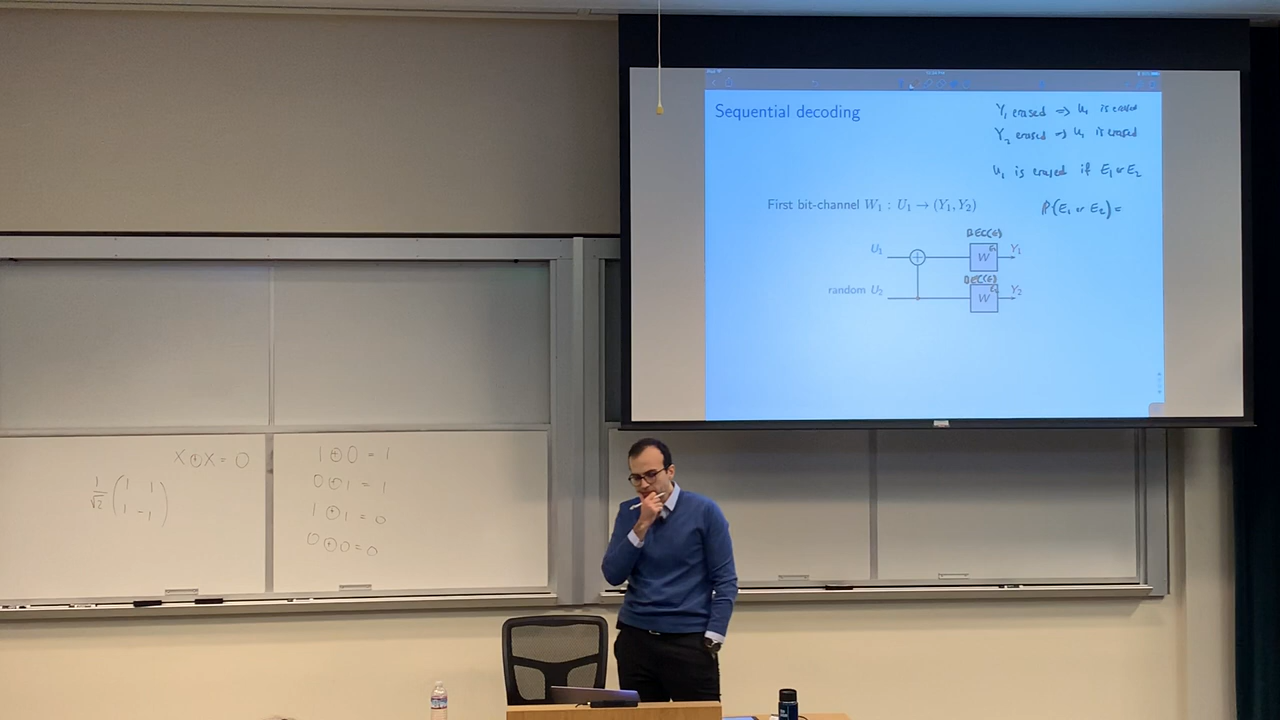 Sequential decoding
Y₁ erased ⇒ U₁ is erased
Y₂ erased ⇒ U₁ is erased
U₁ is erased if E₁ or E₂
First bit-channel W₁ : U₁ → (Y₁, Y₂)
P(E₁ or E₂) =
BEC(ϵ)
U₁ W Y₁
BEC(ϵ)
random U₂ W Y₂
X ⊕ X = 0
1/√2 (1 1
1 -1)
1 ⊕ 0 = 1
0 ⊕ 1 = 1
1 ⊕ 1 = 0
0 ⊕ 0 = 0